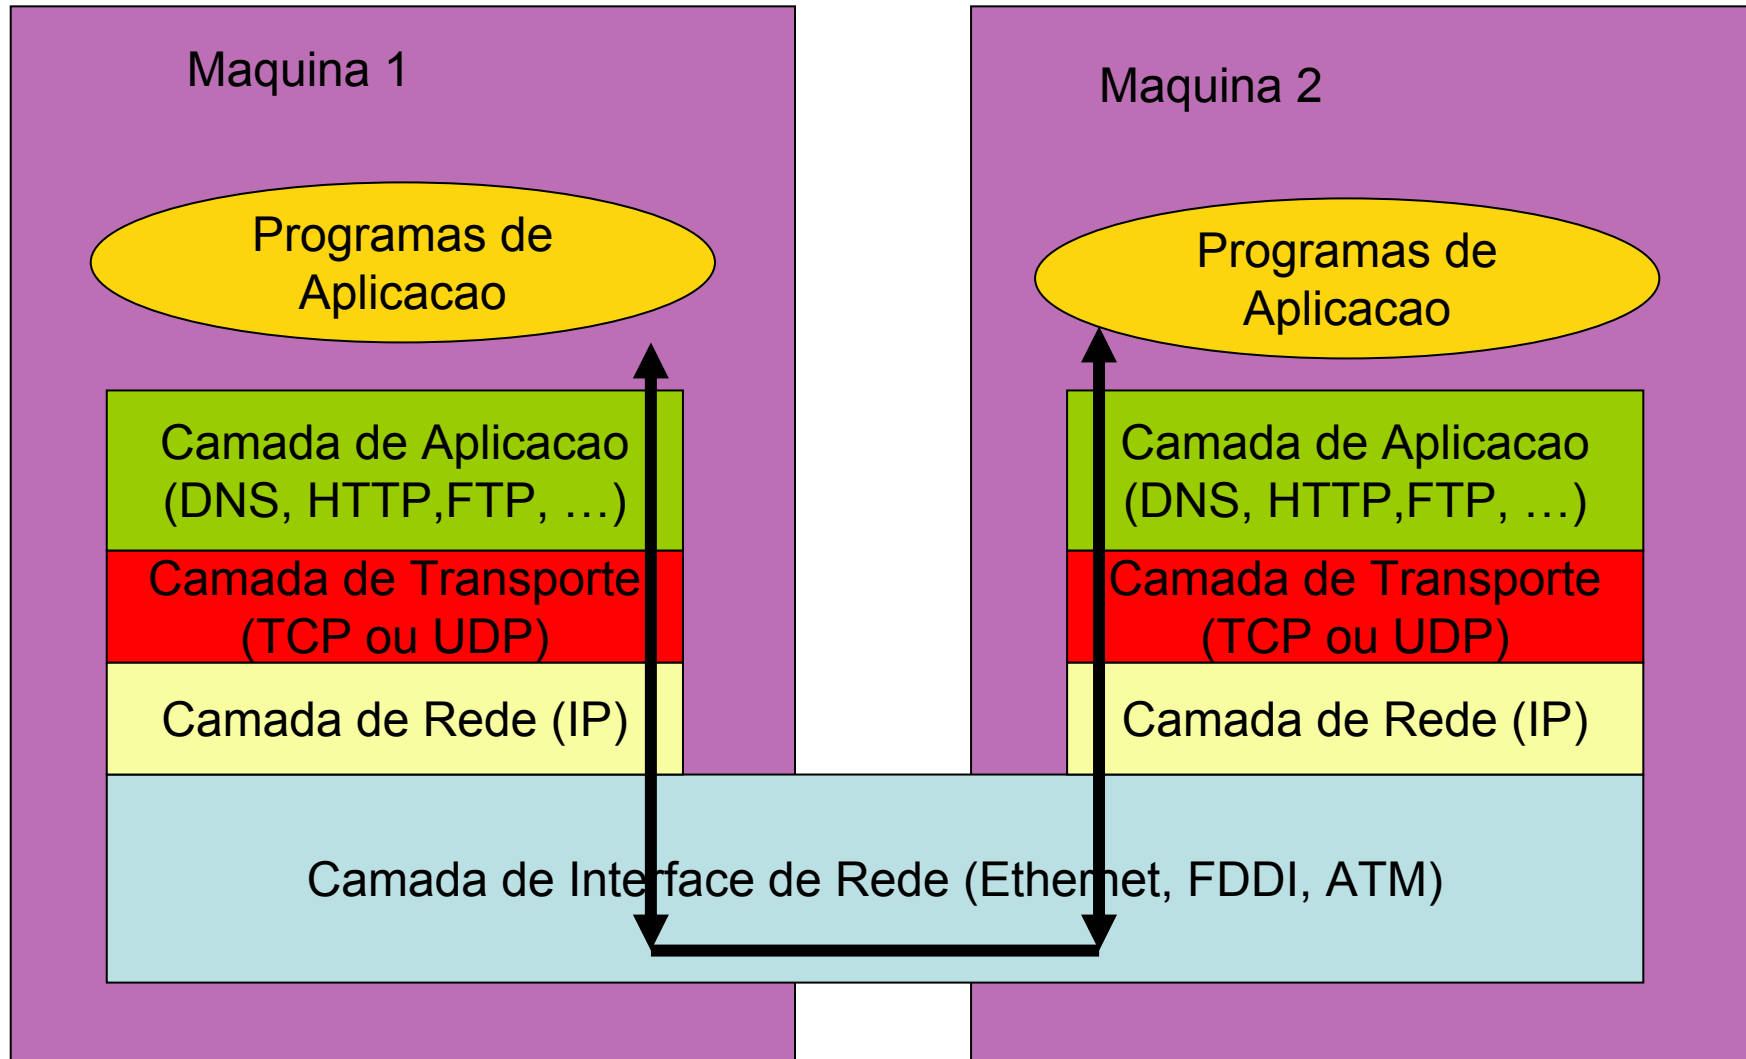 Maquina 1
Programas de
Aplicacao
Camada de Aplicacao
(DNS, HTTP,FTP, …)
Camada de Transporte
(TCP ou UDP)
Camada de Rede (IP)
Maquina 2
Programas de
Aplicacao
Camada de Aplicacao
(DNS, HTTP,FTP, …)
Camada de Transporte
(TCP ou UDP)
Camada de Rede (IP)
Camada de Interface de Rede (Ethernet, FDDI, ATM)